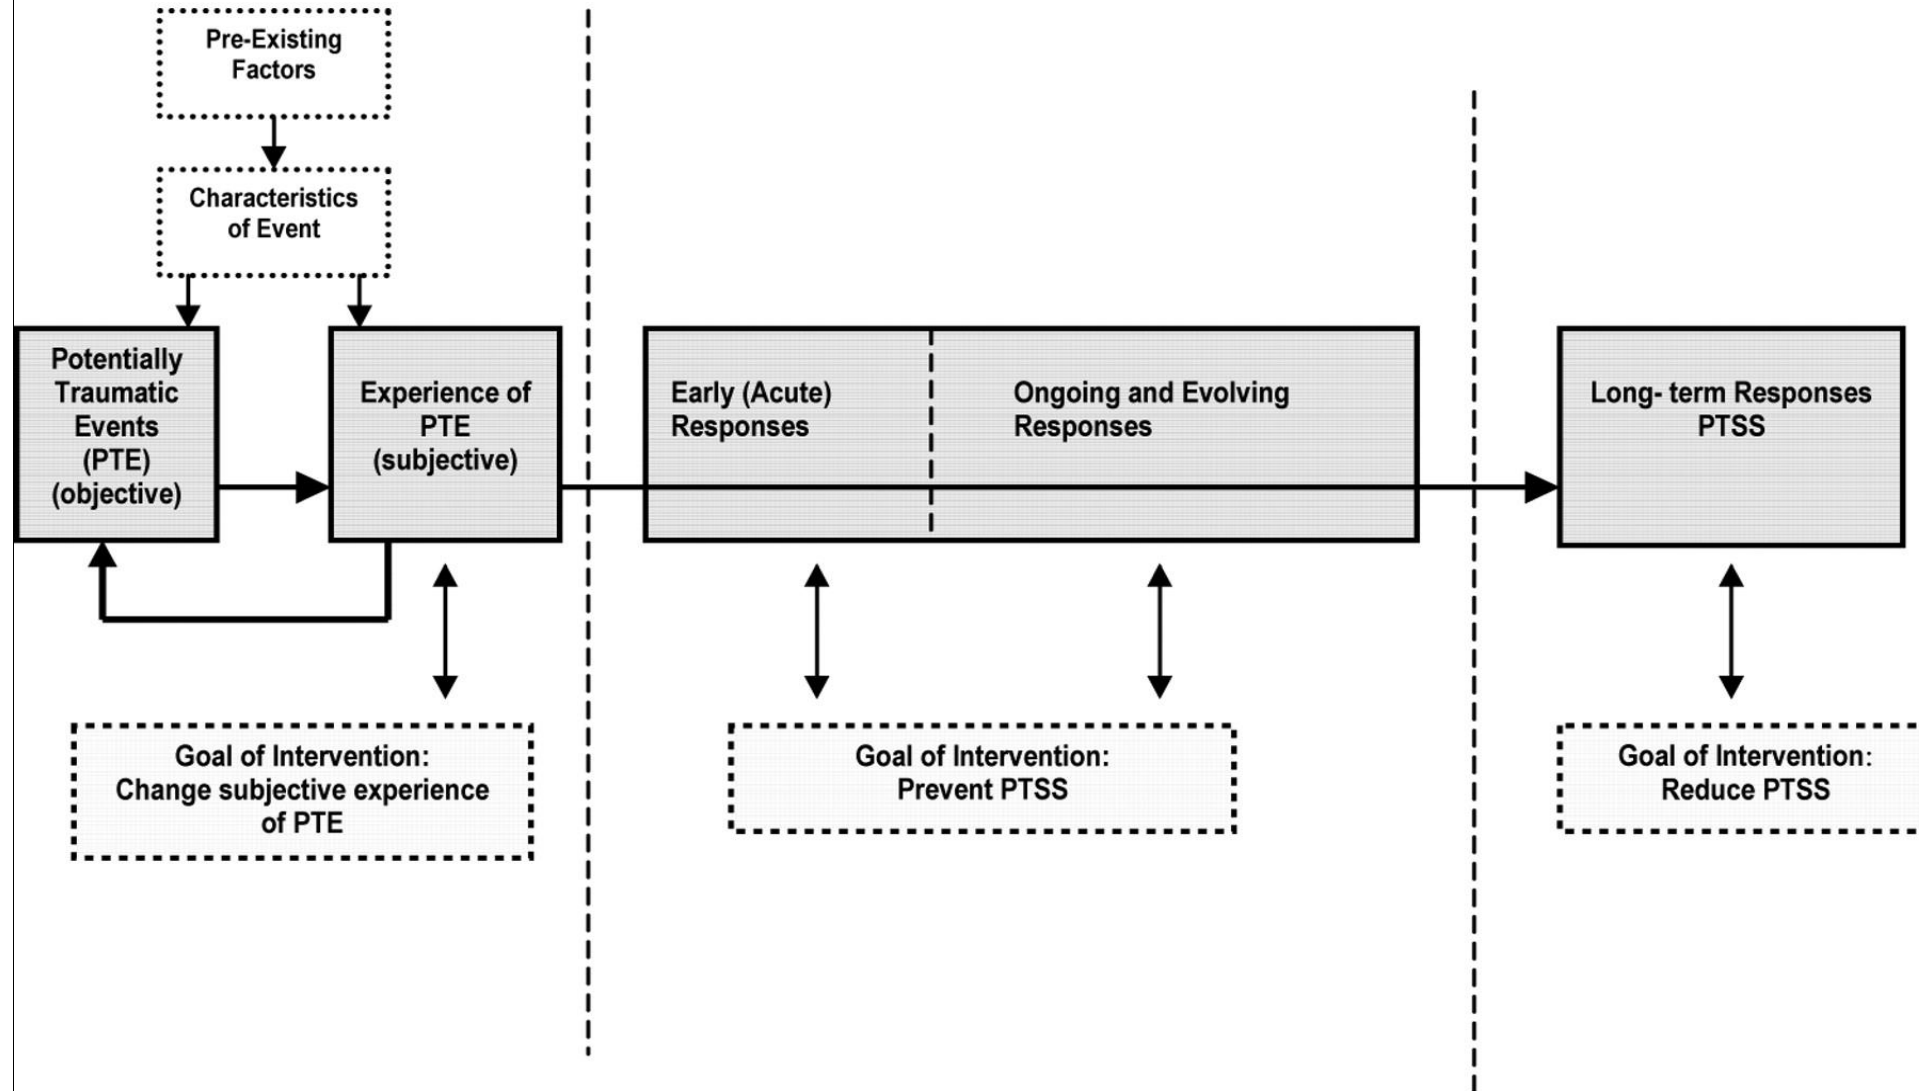 Pre-Existing
Factors
Characteristics
of Event
Potentially
Traumatic
Events
(PTE)
(objective)
Experience of
PTE
(subjective)
Early (Acute)
Responses
Ongoing and Evolving
Responses
Long- term Responses
PTSS
Goal of Intervention:
Change subjective experience
of PTE
Goal of Intervention:
Prevent PTSS
Goal of Intervention:
Reduce PTSS